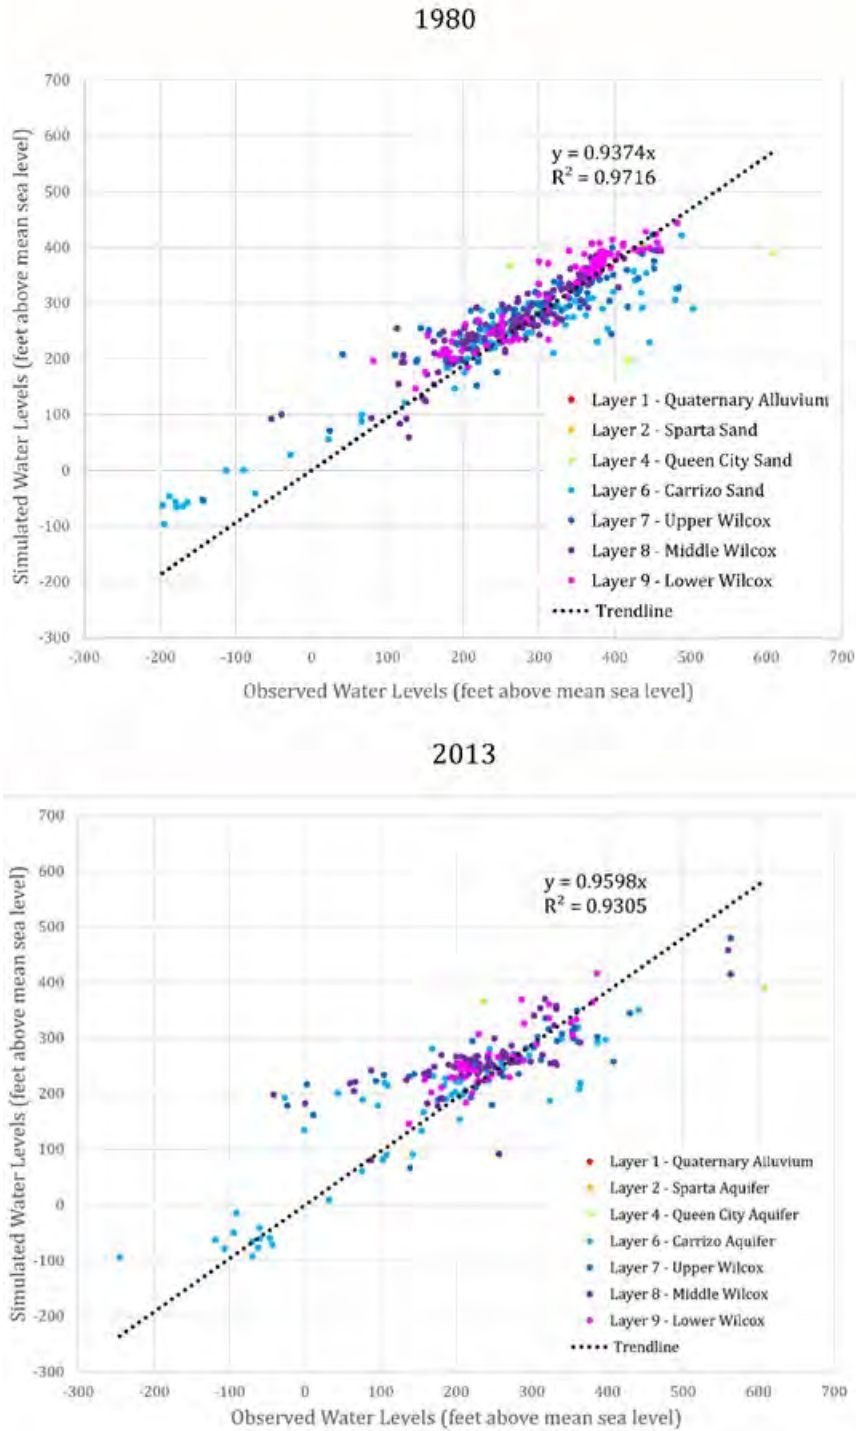 1980
700
600
500
400
300
200
100
0
-100
-200
-300
-300
-200
-100
0
100
200
300
400
500
600
700
Simulated Water Levels (feet above mean sea level)
Observed Water Levels (feet above mean sea level)
y = 0.9374x
R² = 0.9716
Layer 1 - Quaternary Alluvium
Layer 2 - Sparta Sand
Layer 4 - Queen City Sand
Layer 6 - Carrizo Sand
Layer 7 - Upper Wilcox
Layer 8 - Middle Wilcox
Layer 9 - Lower Wilcox
Trendline
2013
700
600
500
400
300
200
100
0
-100
-200
-300
-300
-200
-100
0
100
200
300
400
500
600
700
Simulated Water Levels (feet above mean sea level)
Observed Water Levels (feet above mean sea level)
y = 0.9598x
R² = 0.9305
Layer 1 - Quaternary Alluvium
Layer 2 - Sparta Aquifer
Layer 4 - Queen City Aquifer
Layer 6 - Carrizo Aquifer
Layer 7 - Upper Wilcox
Layer 8 - Middle Wilcox
Layer 9 - Lower Wilcox
Trendline